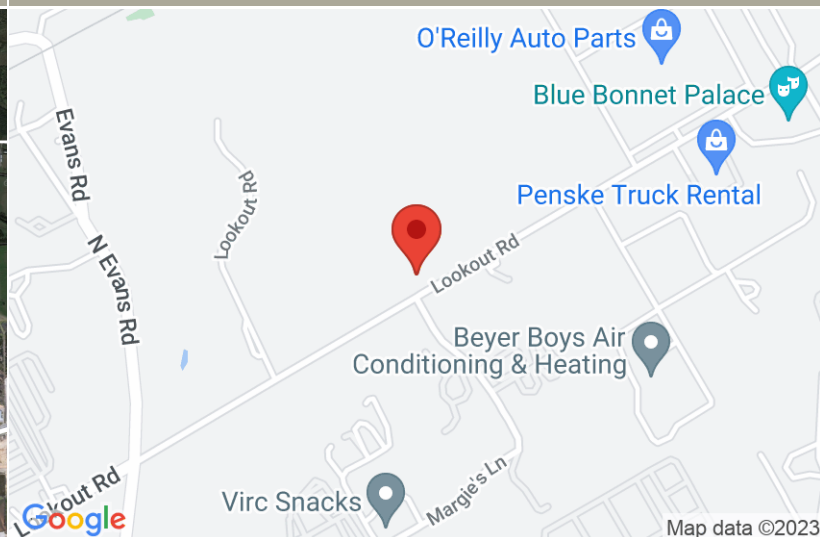 O'Reilly Auto Parts
Blue Bonnet Palace
Evans Rd
Penske Truck Rental
Lookout Rd
N Evans Rd
Lookout Rd
Beyer Boys Air
Conditioning & Heating
Margie's Ln
Virc Snacks
Lookout Rd
Google
Map data ©2023